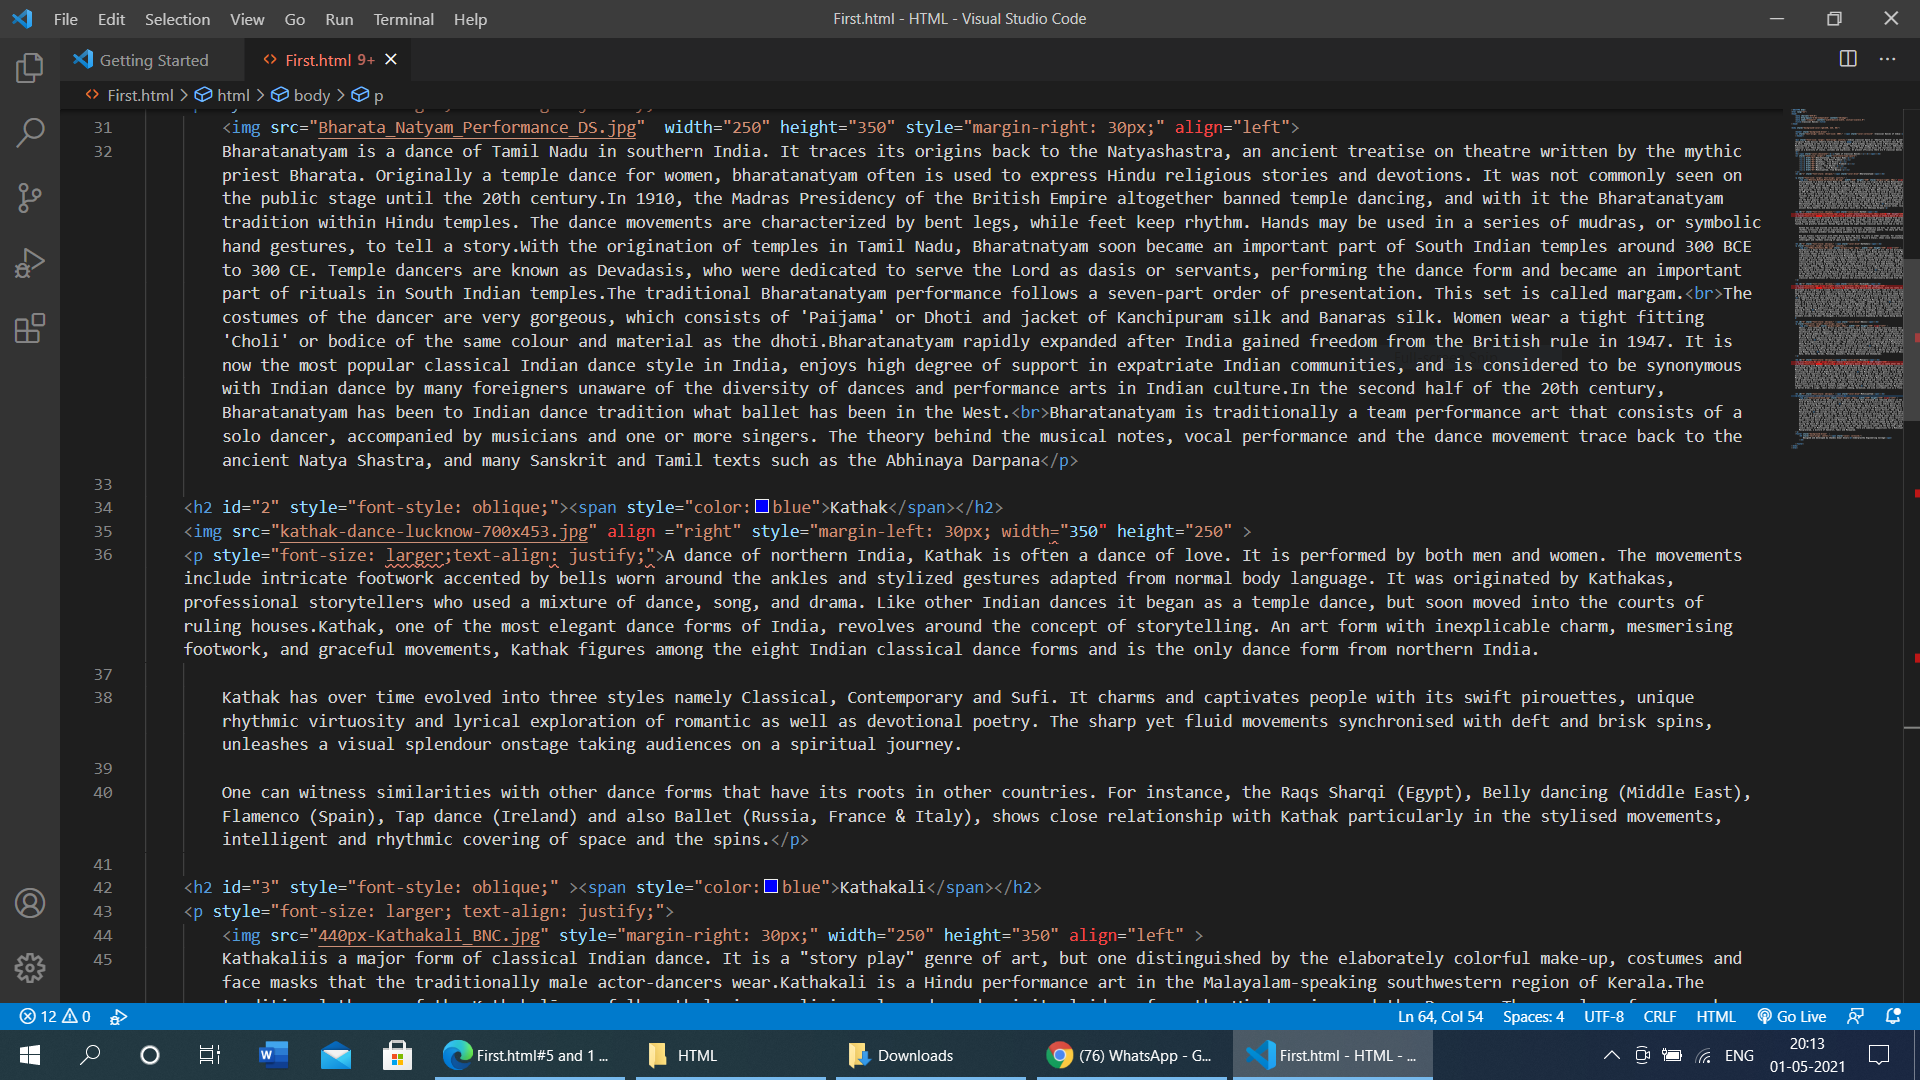 File Edit Selection View Go Run Terminal Help First.html - HTML - Visual Studio Code
Getting Started <> First.html 9+
<> First.html > html > body > p
31 <img src="Bharata_Natyam_Performance_DS.jpg"  width="250" height="350" style="margin-right: 30px;" align="left">
32 Bharatanatyam is a dance of Tamil Nadu in southern India. It traces its origins back to the Natyashastra, an ancient treatise on theatre written by the mythic
priest Bharata. Originally a temple dance for women, bharatanatyam often is used to express Hindu religious stories and devotions. It was not commonly seen on
the public stage until the 20th century.In 1910, the Madras Presidency of the British Empire altogether banned temple dancing, and with it the Bharatanatyam
tradition within Hindu temples. The dance movements are characterized by bent legs, while feet keep rhythm. Hands may be used in a series of mudras, or symbolic
hand gestures, to tell a story.With the origination of temples in Tamil Nadu, Bharatnatyam soon became an important part of South Indian temples around 300 BCE
to 300 CE. Temple dancers are known as Devadasis, who were dedicated to serve the Lord as dasis or servants, performing the dance form and became an important
part of rituals in South Indian temples.The traditional Bharatanatyam performance follows a seven-part order of presentation. This set is called margam.<br>The
costumes of the dancer are very gorgeous, which consists of 'Paijama' or Dhoti and jacket of Kanchipuram silk and Banaras silk. Women wear a tight fitting
'Choli' or bodice of the same colour and material as the dhoti.Bharatanatyam rapidly expanded after India gained freedom from the British rule in 1947. It is
now the most popular classical Indian dance style in India, enjoys high degree of support in expatriate Indian communities, and is considered to be synonymous
with Indian dance by many foreigners unaware of the diversity of dances and performance arts in Indian culture.In the second half of the 20th century,
Bharatanatyam has been to Indian dance tradition what ballet has been in the West.<br>Bharatanatyam is traditionally a team performance art that consists of a
solo dancer, accompanied by musicians and one or more singers. The theory behind the musical notes, vocal performance and the dance movement trace back to the
ancient Natya Shastra, and many Sanskrit and Tamil texts such as the Abhinaya Darpana</p>
33
34 <h2 id="2" style="font-style: oblique;"><span style="color:blue">Kathak</span></h2>
35 <img src="kathak-dance-lucknow-700x453.jpg" align ="right" style="margin-left: 30px; width="350" height="250" >
36 <p style="font-size: larger;text-align: justify;">A dance of northern India, Kathak is often a dance of love. It is performed by both men and women. The movements
include intricate footwork accented by bells worn around the ankles and stylized gestures adapted from normal body language. It was originated by Kathakas,
professional storytellers who used a mixture of dance, song, and drama. Like other Indian dances it began as a temple dance, but soon moved into the courts of
ruling houses.Kathak, one of the most elegant dance forms of India, revolves around the concept of storytelling. An art form with inexplicable charm, mesmerising
footwork, and graceful movements, Kathak figures among the eight Indian classical dance forms and is the only dance form from northern India.
37
38 Kathak has over time evolved into three styles namely Classical, Contemporary and Sufi. It charms and captivates people with its swift pirouettes, unique
rhythmic virtuosity and lyrical exploration of romantic as well as devotional poetry. The sharp yet fluid movements synchronised with deft and brisk spins,
unleashes a visual splendour onstage taking audiences on a spiritual journey.
39
40 One can witness similarities with other dance forms that have its roots in other countries. For instance, the Raqs Sharqi (Egypt), Belly dancing (Middle East),
Flamenco (Spain), Tap dance (Ireland) and also Ballet (Russia, France & Italy), shows close relationship with Kathak particularly in the stylised movements,
intelligent and rhythmic covering of space and the spins.</p>
41
42 <h2 id="3" style="font-style: oblique;" ><span style="color:blue">Kathakali</span></h2>
43 <p style="font-size: larger; text-align: justify;">
44 <img src="440px-Kathakali_BNC.jpg" style="margin-right: 30px;" width="250" height="350" align="left" >
45 Kathakaliis a major form of classical Indian dance. It is a "story play" genre of art, but one distinguished by the elaborately colorful make-up, costumes and
face masks that the traditionally male actor-dancers wear.Kathakali is a Hindu performance art in the Malayalam-speaking southwestern region of Kerala.The
12 0 Ln 64, Col 54 Spaces: 4 UTF-8 CRLF HTML Go Live
First.html#5 and 1 ... HTML Downloads (76) WhatsApp - G... First.html - HTML - ... ENG 20:13
01-05-2021